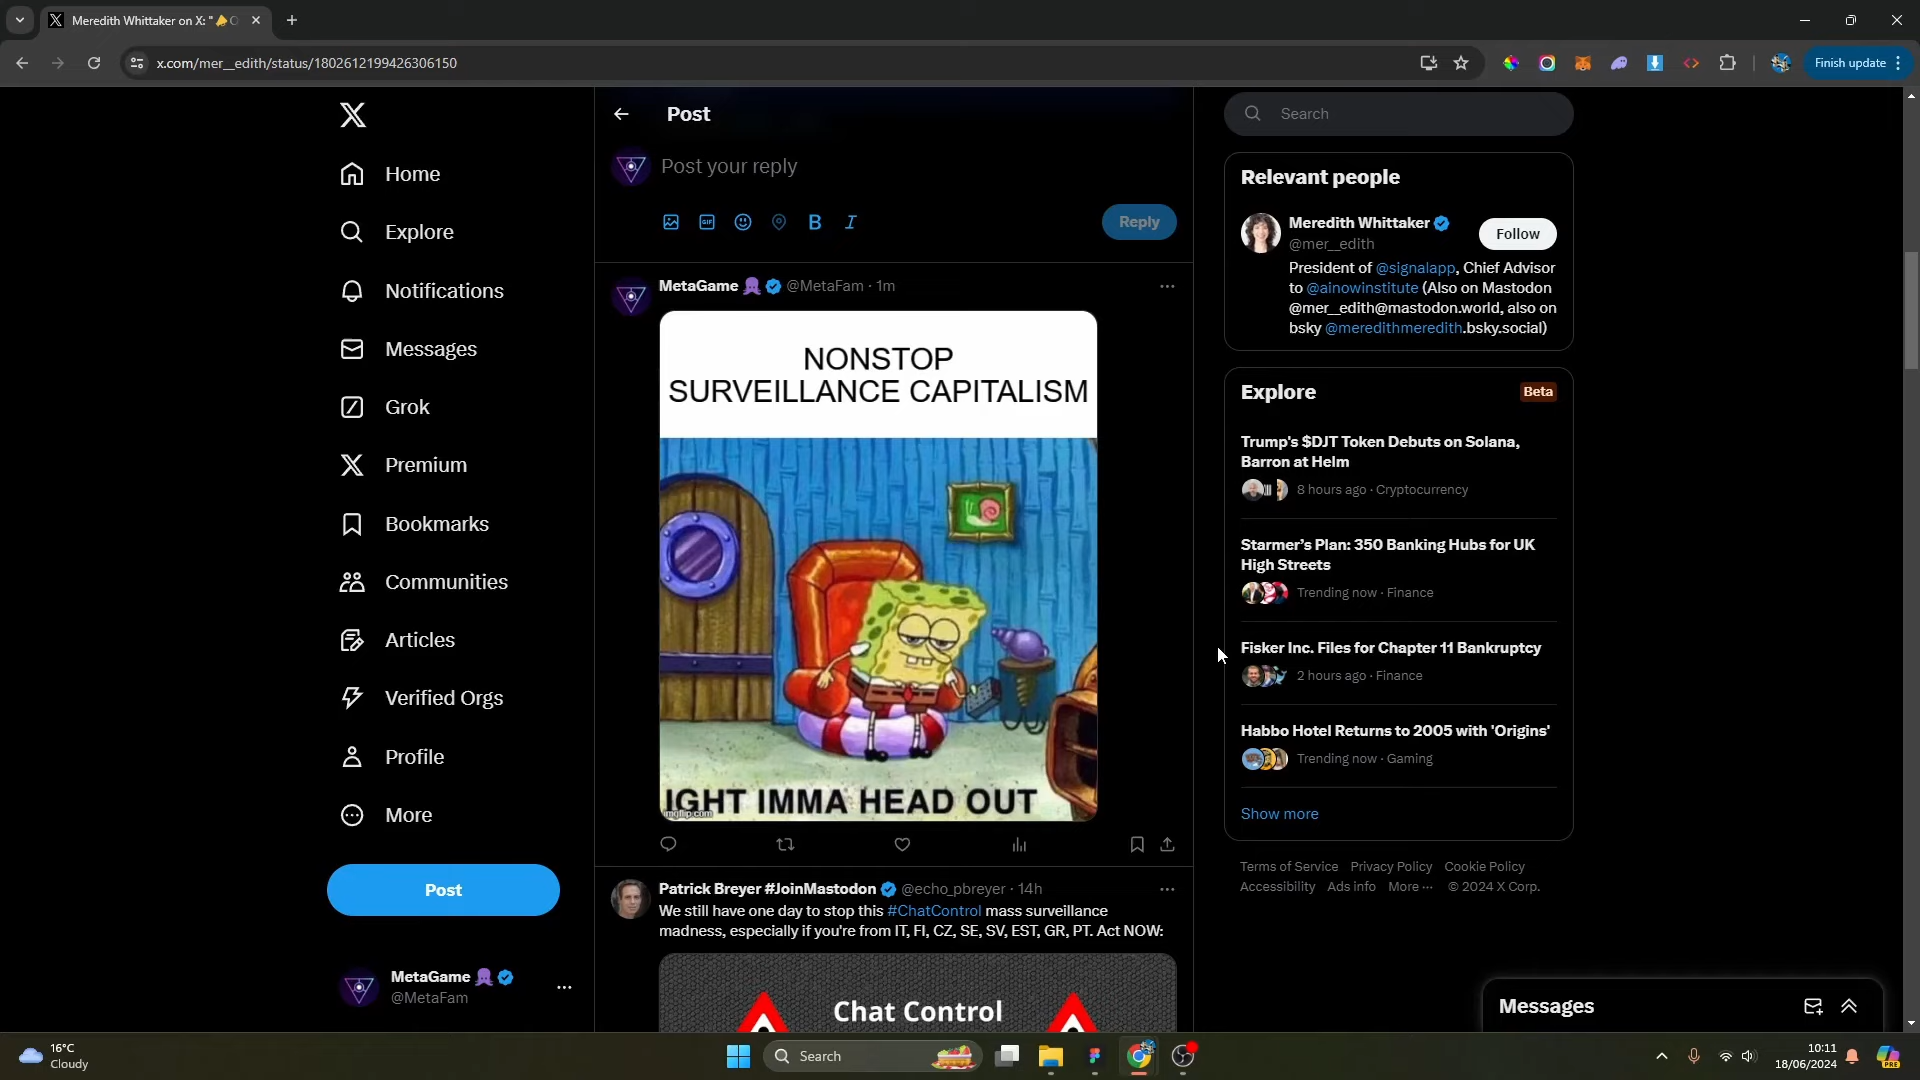 Meredith Whittaker on X: "
x.com/mer__edith/status/1802612199426306150
Finish update
Home
Explore
Notifications
Messages
Grok
Premium
Bookmarks
Communities
Articles
Verified Orgs
Profile
More
Post
MetaGame
@MetaFam
Post
Post your reply
GIF
B I
Reply
MetaGame @MetaFam · 1m
NONSTOP
SURVEILLANCE CAPITALISM
IGHT IMMA HEAD OUT
imgflip.com
Patrick Breyer #JoinMastodon @echo_pbreyer · 14h
We still have one day to stop this #ChatControl mass surveillance
madness, especially if you're from IT, FI, CZ, SE, SV, EST, GR, PT. Act NOW:
Chat Control
Search
Relevant people
Meredith Whittaker
@mer__edith
Follow
President of @signalapp, Chief Advisor
to @ainowinstitute (Also on Mastodon
@mer__edith@mastodon.world, also on
bsky @meredithmeredith.bsky.social)
Explore
Beta
Trump's $DJT Token Debuts on Solana,
Barron at Helm
8 hours ago · Cryptocurrency
Starmer's Plan: 350 Banking Hubs for UK
High Streets
Trending now · Finance
Fisker Inc. Files for Chapter 11 Bankruptcy
2 hours ago · Finance
Habbo Hotel Returns to 2005 with 'Origins'
Trending now · Gaming
Show more
Terms of Service Privacy Policy Cookie Policy
Accessibility Ads info More ··· © 2024 X Corp.
Messages
16°C
Cloudy
Search
10:11
18/06/2024
PRE